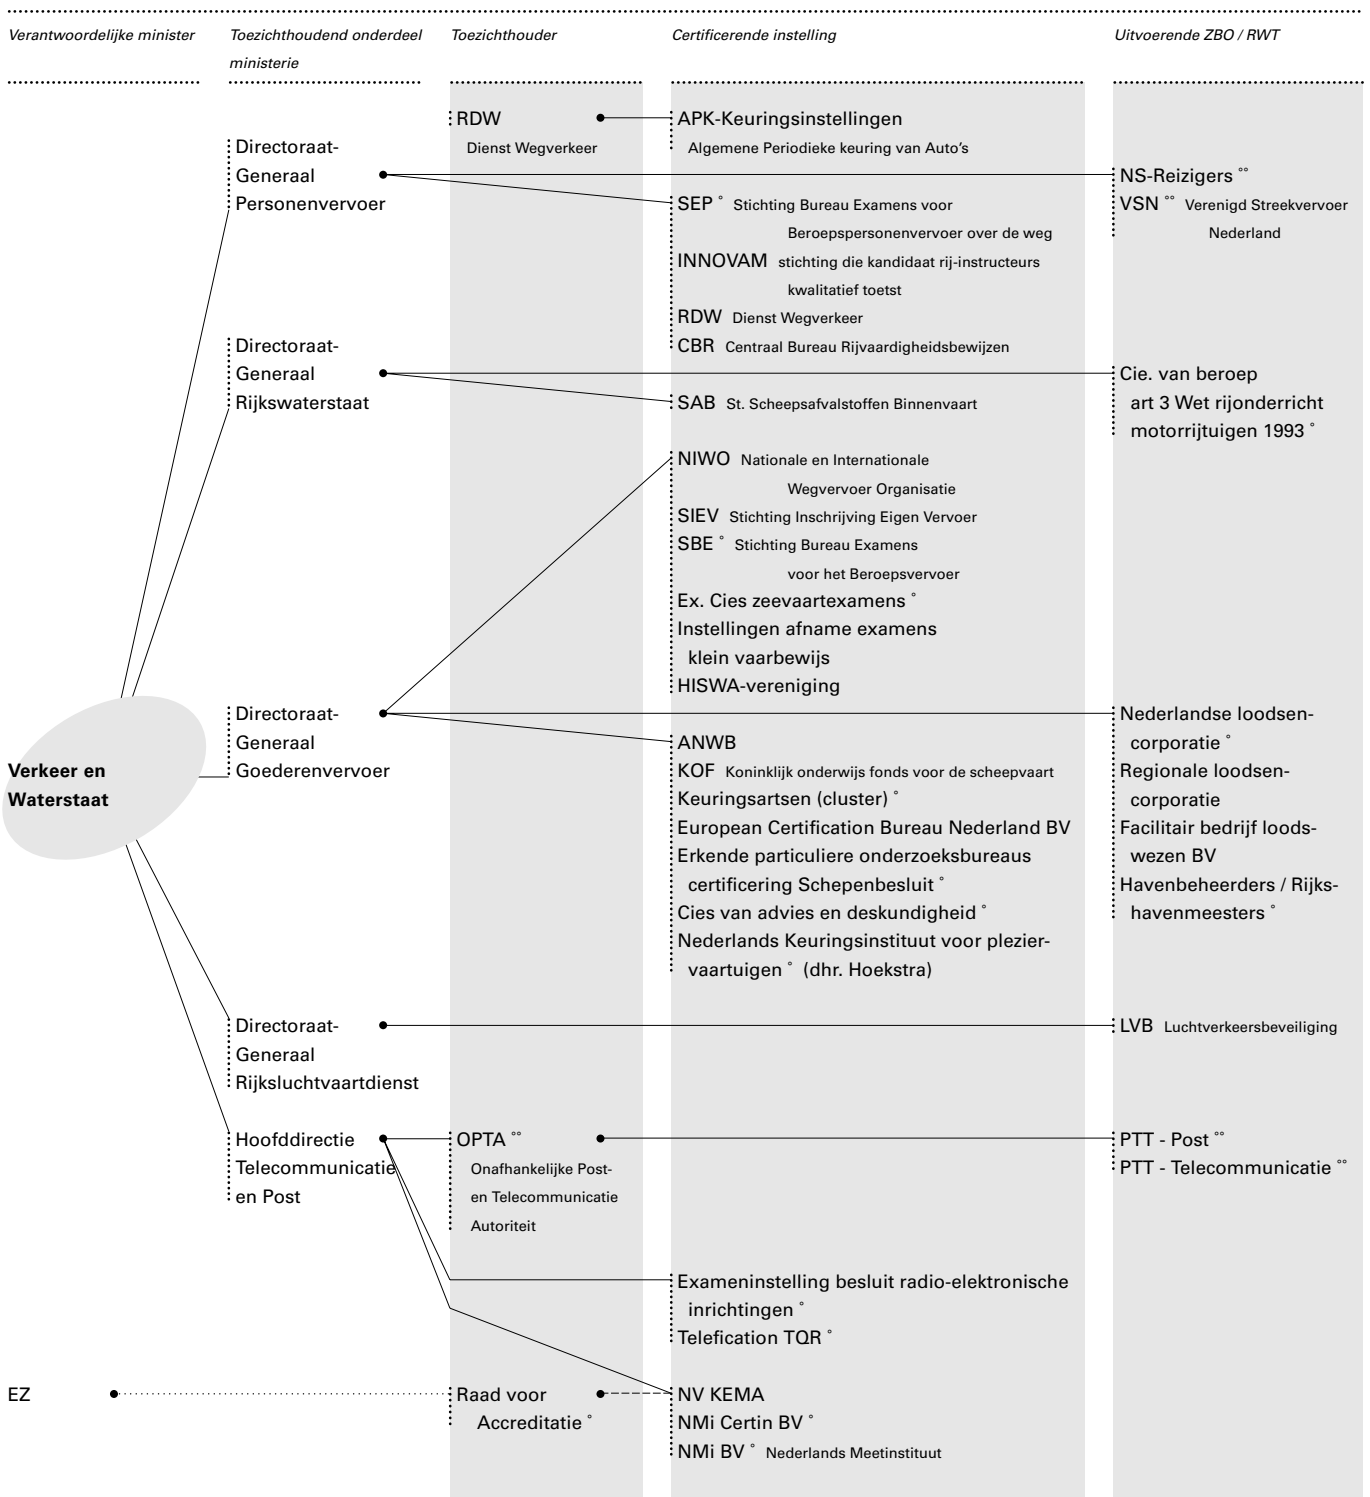 Verantwoordelijke minister
Toezichthoudend onderdeel
ministerie
Toezichthouder
Certificerende instelling
Uitvoerende ZBO / RWT
Verkeer en
Waterstaat
EZ
Directoraat-
Generaal
Personenvervoer
Directoraat-
Generaal
Rijkswaterstaat
Directoraat-
Generaal
Goederenvervoer
Directoraat-
Generaal
Rijksluchtvaartdienst
Hoofddirectie
Telecommunicatie
en Post
RDW
Dienst Wegverkeer
OPTA °°
Onafhankelijke Post-
en Telecommunicatie
Autoriteit
Raad voor
Accreditatie °
APK-Keuringsinstellingen
Algemene Periodieke keuring van Auto's
SEP ° Stichting Bureau Examens voor
Beroepspersonenvervoer over de weg
INNOVAM stichting die kandidaat rij-instructeurs
kwalitatief toetst
RDW Dienst Wegverkeer
CBR Centraal Bureau Rijvaardigheidsbewijzen
SAB St. Scheepsafvalstoffen Binnenvaart
NIWO Nationale en Internationale
Wegvervoer Organisatie
SIEV Stichting Inschrijving Eigen Vervoer
SBE ° Stichting Bureau Examens
voor het Beroepsvervoer
Ex. Cies zeevaartexamens °
Instellingen afname examens
klein vaarbewijs
HISWA-vereniging
ANWB
KOF Koninklijk onderwijs fonds voor de scheepvaart
Keuringsartsen (cluster) °
European Certification Bureau Nederland BV
Erkende particuliere onderzoeksbureaus
certificering Schepenbesluit °
Cies van advies en deskundigheid °
Nederlands Keuringsinstituut voor plezier-
vaartuigen ° (dhr. Hoekstra)
Exameninstelling besluit radio-elektronische
inrichtingen °
Telefication TQR °
NV KEMA
NMi Certin BV °
NMi BV ° Nederlands Meetinstituut
NS-Reizigers °°
VSN °° Verenigd Streekvervoer
Nederland
Cie. van beroep
art 3 Wet rijonderricht
motorrijtuigen 1993 °
Nederlandse loodsen-
corporatie °
Regionale loodsen-
corporatie
Facilitair bedrijf loods-
wezen BV
Havenbeheerders / Rijks-
havenmeesters °
LVB Luchtverkeersbeveiliging
PTT - Post °°
PTT - Telecommunicatie °°